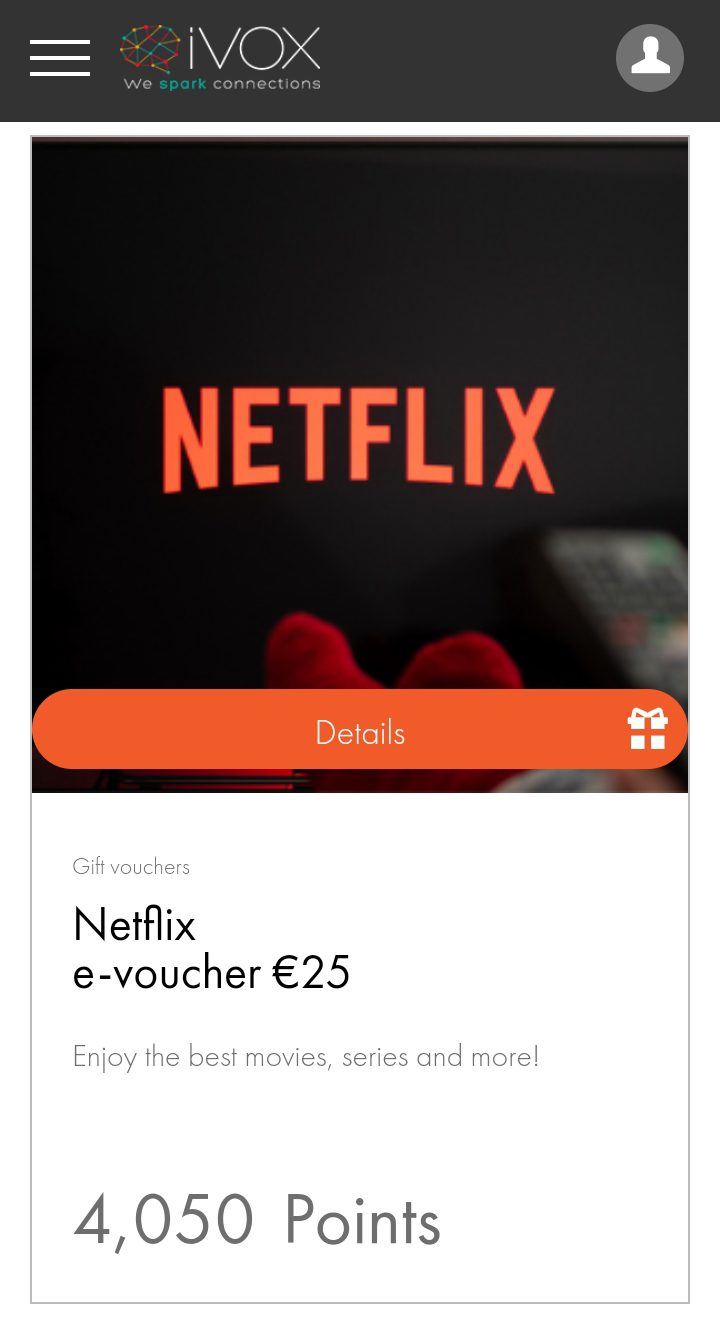 iVOX
We spark connections
NETFLIX
Details
Gift vouchers
Netflix
e-voucher €25
Enjoy the best movies, series and more!
4,050 Points